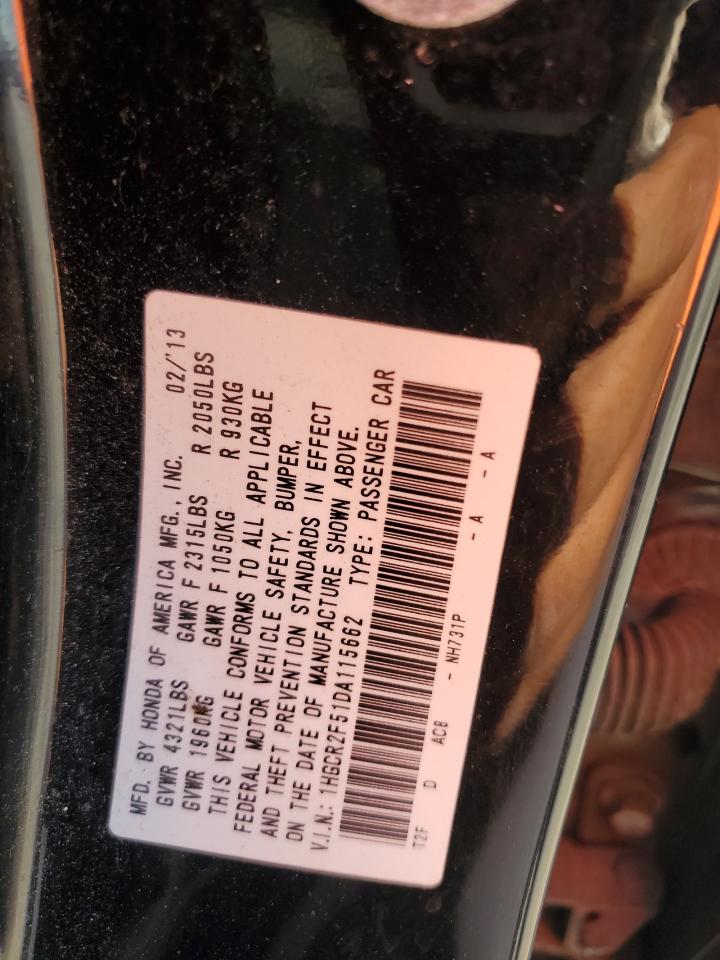 MFD. BY HONDA OF AMERICA MFG., INC. 02/'13
GVWR 4321LBS GAWR F 2315LBS R 2050LBS
GVWR 1960KG GAWR F 1050KG R 930KG
THIS VEHICLE CONFORMS TO ALL APPLICABLE
FEDERAL MOTOR VEHICLE SAFETY, BUMPER,
AND THEFT PREVENTION STANDARDS IN EFFECT
ON THE DATE OF MANUFACTURE SHOWN ABOVE.
V.I.N.: 1HGCR2F51DA115662 TYPE: PASSENGER CAR
T2F D AC8 - NH731P - A - A